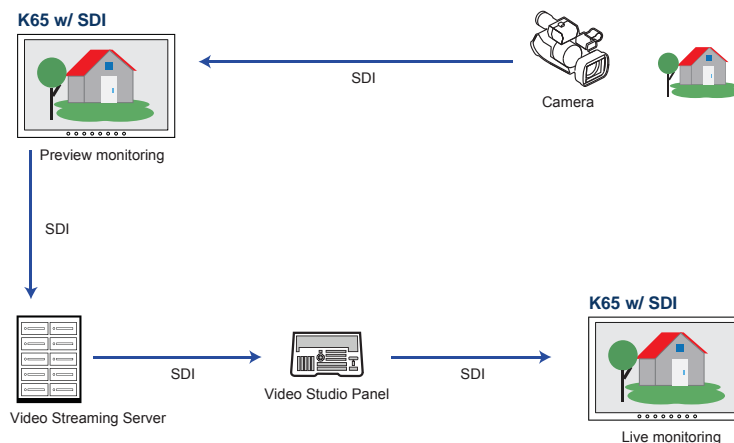 K65 w/ SDI
SDI
Camera
Preview monitoring
SDI
K65 w/ SDI
SDI
SDI
Video Streaming Server
Video Studio Panel
Live monitoring